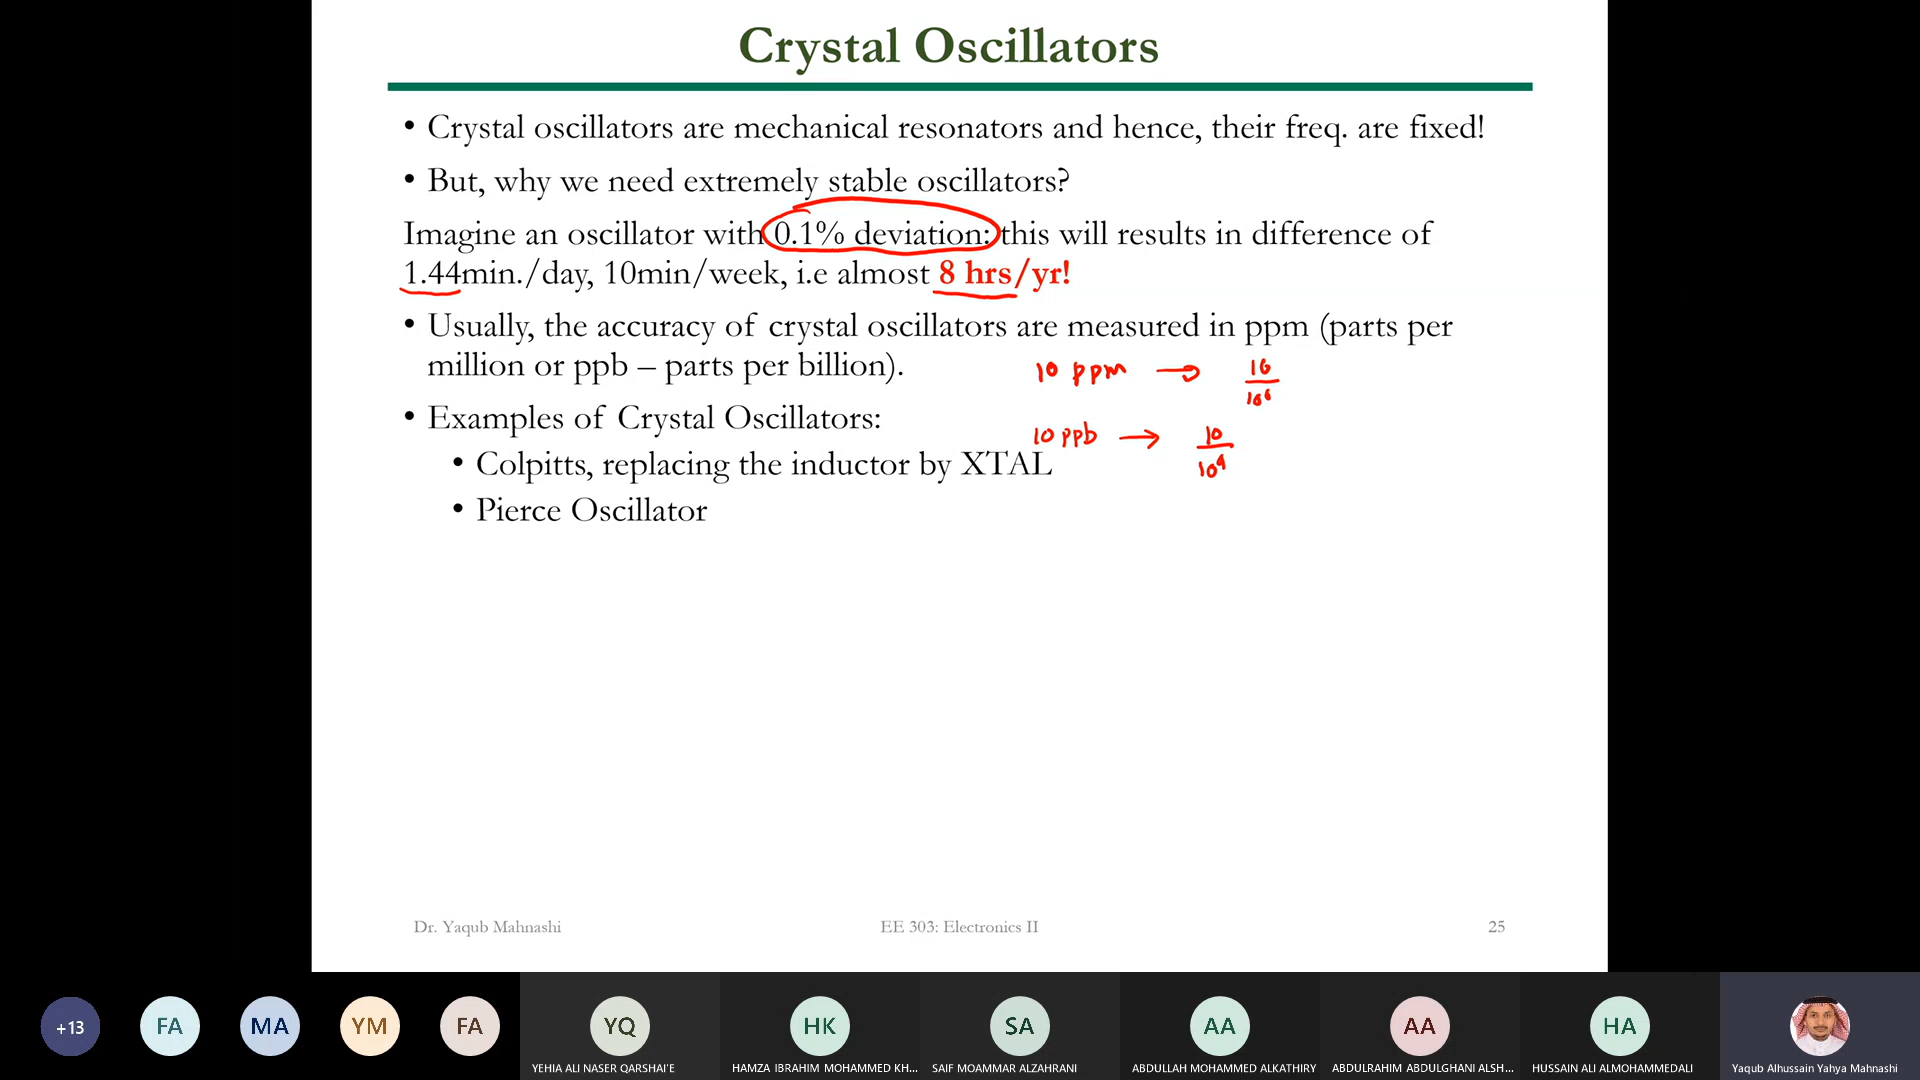 Crystal Oscillators
• Crystal oscillators are mechanical resonators and hence, their freq. are fixed!
• But, why we need extremely stable oscillators?
Imagine an oscillator with 0.1% deviation: this will results in difference of
1.44min./day, 10min/week, i.e almost 8 hrs/yr!
• Usually, the accuracy of crystal oscillators are measured in ppm (parts per
million or ppb – parts per billion).
10 ppm → 10/10⁶
• Examples of Crystal Oscillators:
10 ppb → 10/10⁹
• Colpitts, replacing the inductor by XTAL
• Pierce Oscillator
Dr. Yaqub Mahnashi EE 303: Electronics II 25
+13 FA MA YM FA YQ HK SA AA AA HA
YEHIA ALI NASER QARSHAI'E HAMZA IBRAHIM MOHAMMED KH... SAIF MOAMMAR ALZAHRANI ABDULLAH MOHAMMED ALKATHIRY ABDULRAHIM ABDULGHANI ALSH... HUSSAIN ALI ALMOHAMMEDALI Yaqub Alhussain Yahya Mahnashi